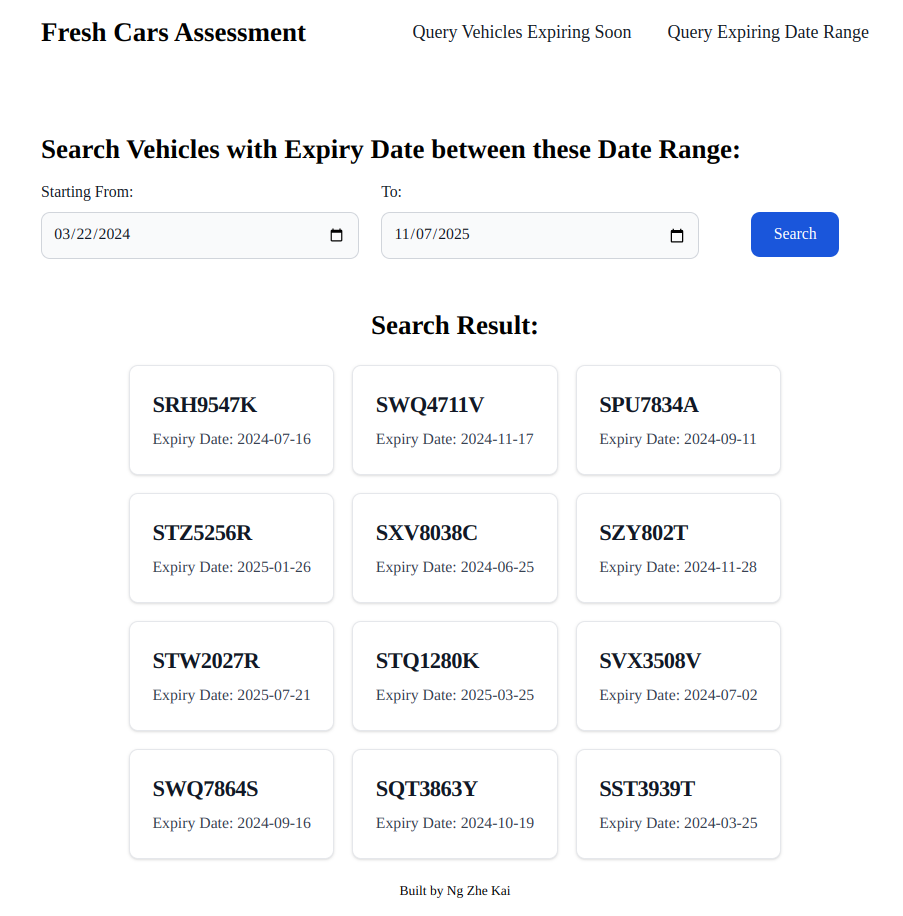 Fresh Cars Assessment Query Vehicles Expiring Soon Query Expiring Date Range
Search Vehicles with Expiry Date between these Date Range:
Starting From: To:
03/22/2024 11/07/2025 Search
Search Result:
SRH9547K SWQ4711V SPU7834A
Expiry Date: 2024-07-16 Expiry Date: 2024-11-17 Expiry Date: 2024-09-11
STZ5256R SXV8038C SZY802T
Expiry Date: 2025-01-26 Expiry Date: 2024-06-25 Expiry Date: 2024-11-28
STW2027R STQ1280K SVX3508V
Expiry Date: 2025-07-21 Expiry Date: 2025-03-25 Expiry Date: 2024-07-02
SWQ7864S SQT3863Y SST3939T
Expiry Date: 2024-09-16 Expiry Date: 2024-10-19 Expiry Date: 2024-03-25
Built by Ng Zhe Kai